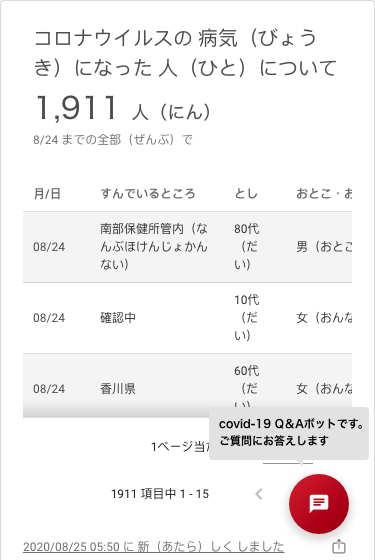 コロナウイルスの 病気（びょう
き）になった 人（ひと）について
1,911 人（にん）
8/24 までの全部（ぜんぶ）で
月/日 すんでいるところ とし おとこ・お
08/24 南部保健所管内（な
んぶほけんじょかん
ない） 80代
（だ
い） 男（おとこ
08/24 確認中 10代
（だ
い） 女（おんな
08/24 香川県 60代
（だ
い） 女（おんな
1ページ当た
covid-19 Q&Aボットです。
ご質問にお答えします
1911 項目中 1 - 15
2020/08/25 05:50 に 新（あたら）しく しました